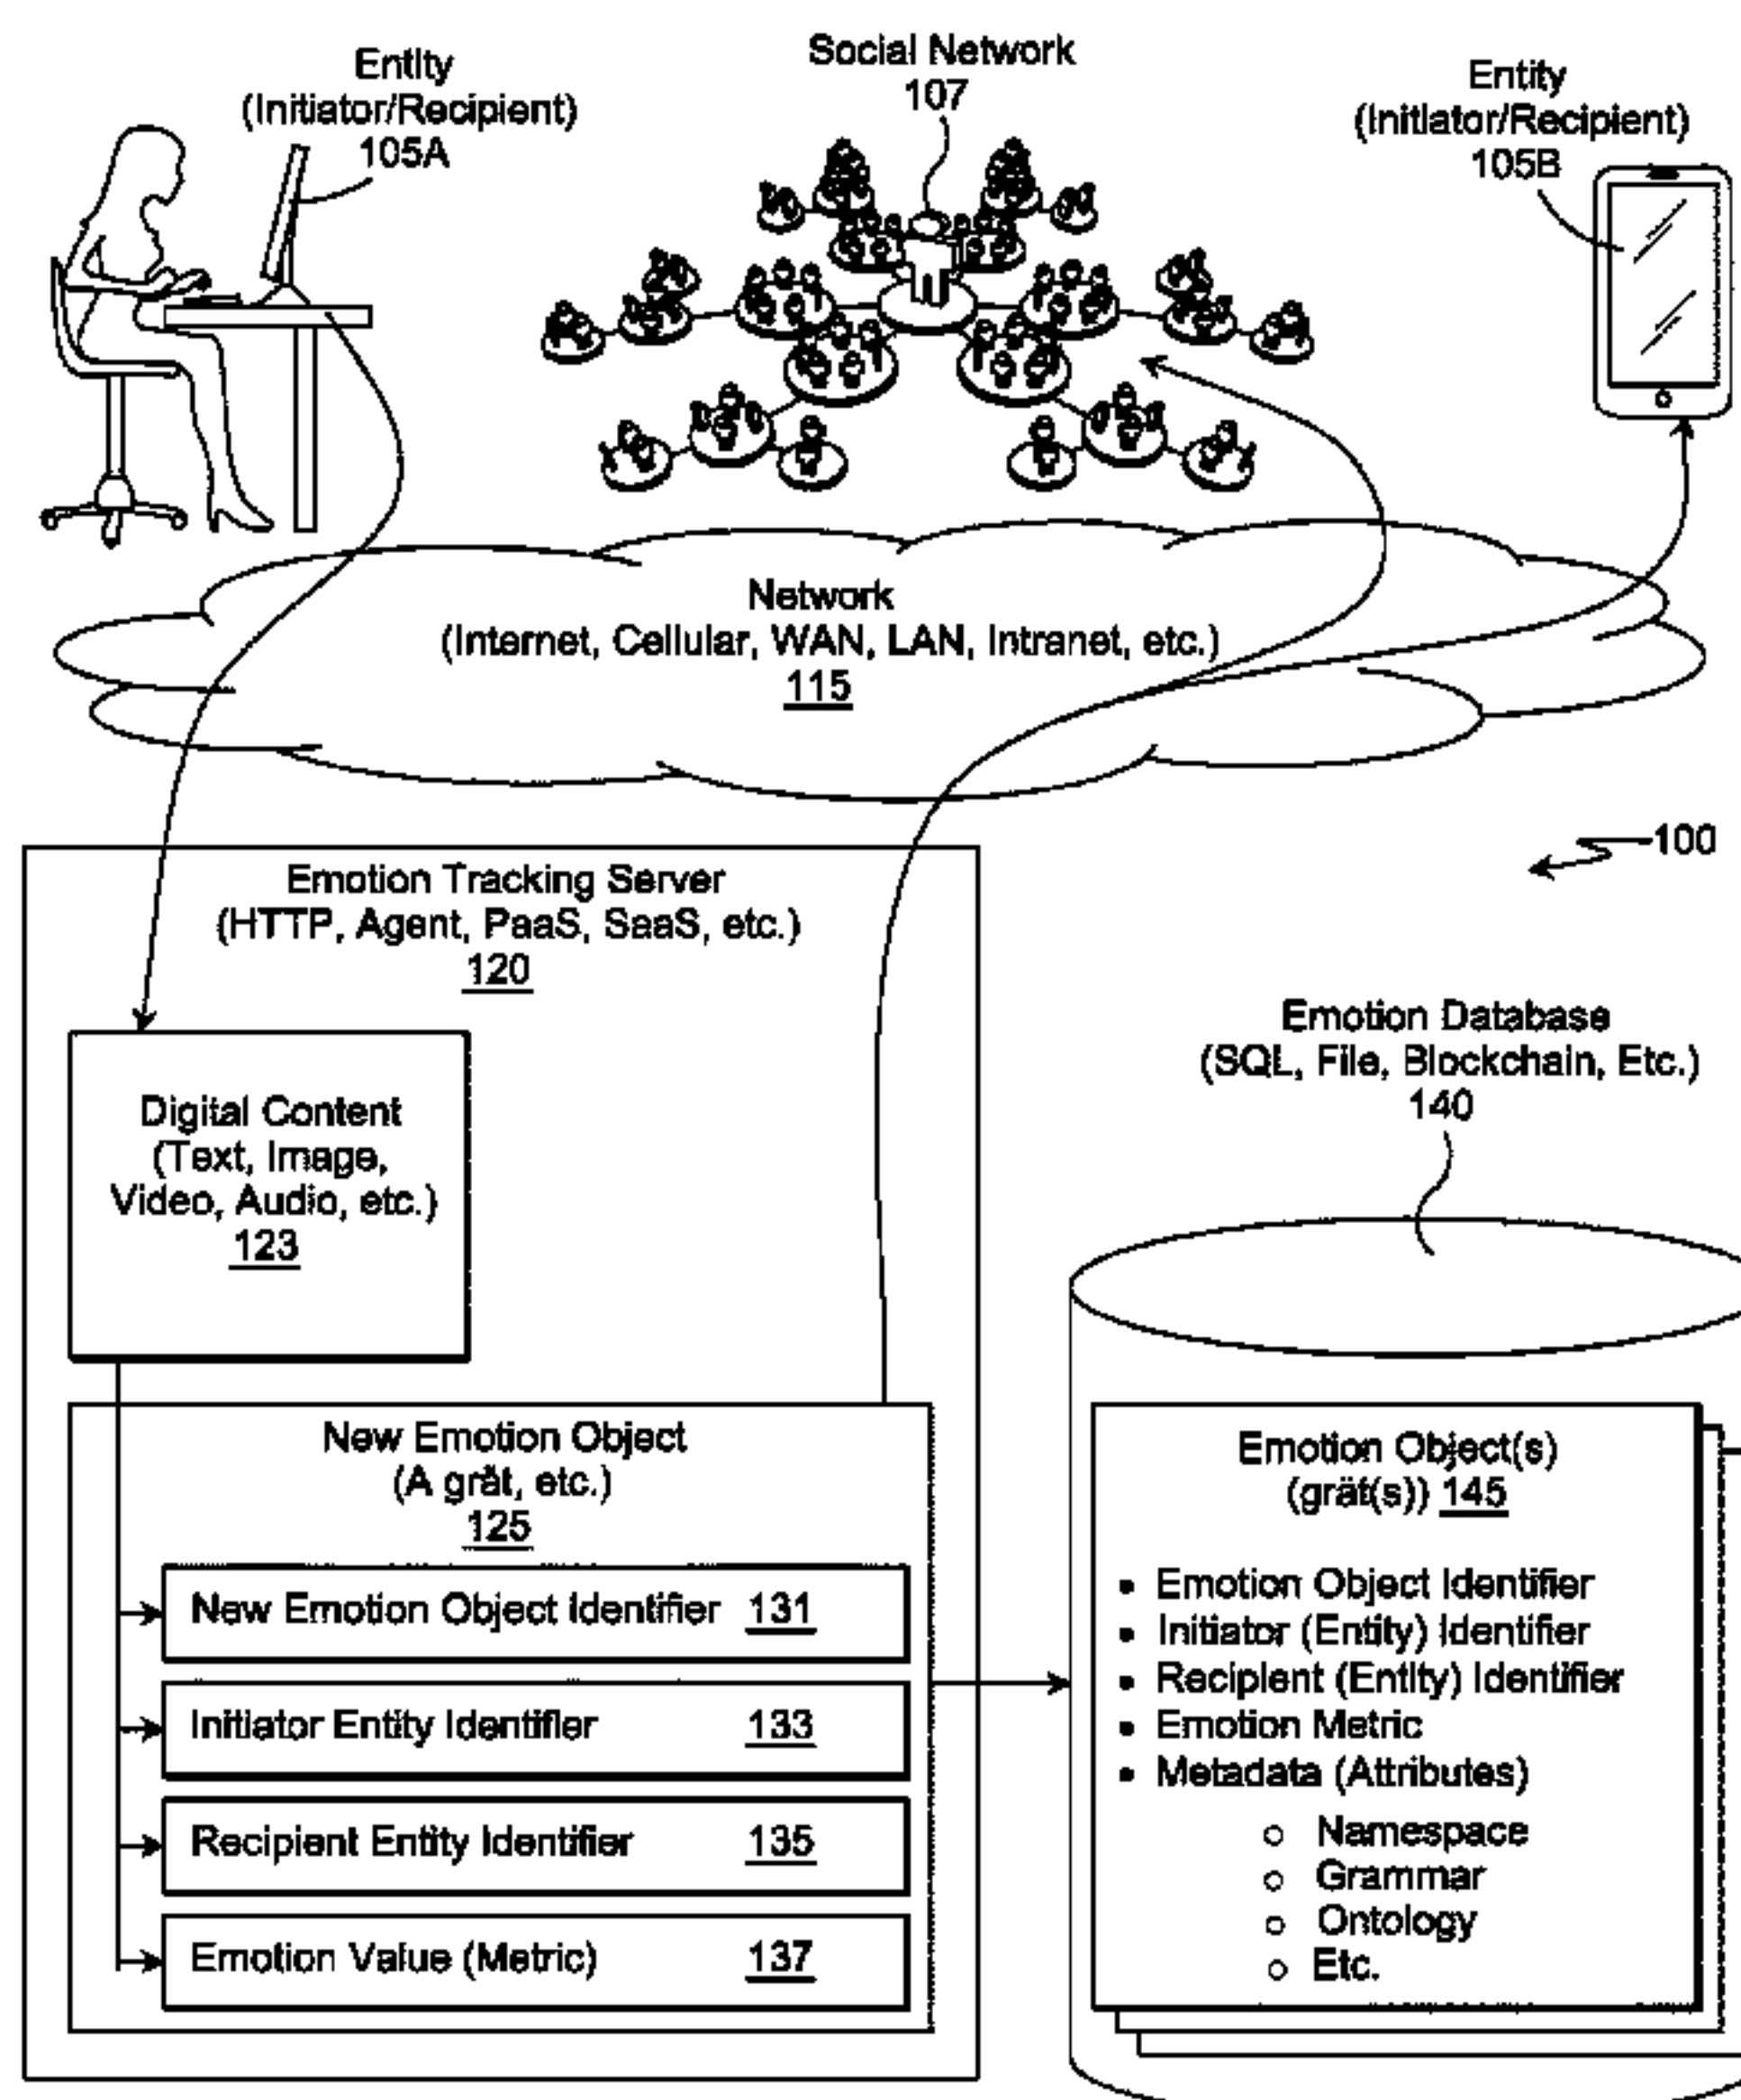 Entity
(Initiator/Recipient)
105A
Social Network
107
Entity
(Initiator/Recipient)
105B
Network
(Internet, Cellular, WAN, LAN, Intranet, etc.)
115
100
Emotion Tracking Server
(HTTP, Agent, PaaS, SaaS, etc.)
120
Digital Content
(Text, Image,
Video, Audio, etc.)
123
New Emotion Object
(A grät, etc.)
125
New Emotion Object Identifier 131
Initiator Entity Identifier 133
Recipient Entity Identifier 135
Emotion Value (Metric) 137
Emotion Database
(SQL, File, Blockchain, Etc.)
140
Emotion Object(s)
(grät(s)) 145
• Emotion Object Identifier
• Initiator (Entity) Identifier
• Recipient (Entity) Identifier
• Emotion Metric
• Metadata (Attributes)
○ Namespace
○ Grammar
○ Ontology
○ Etc.